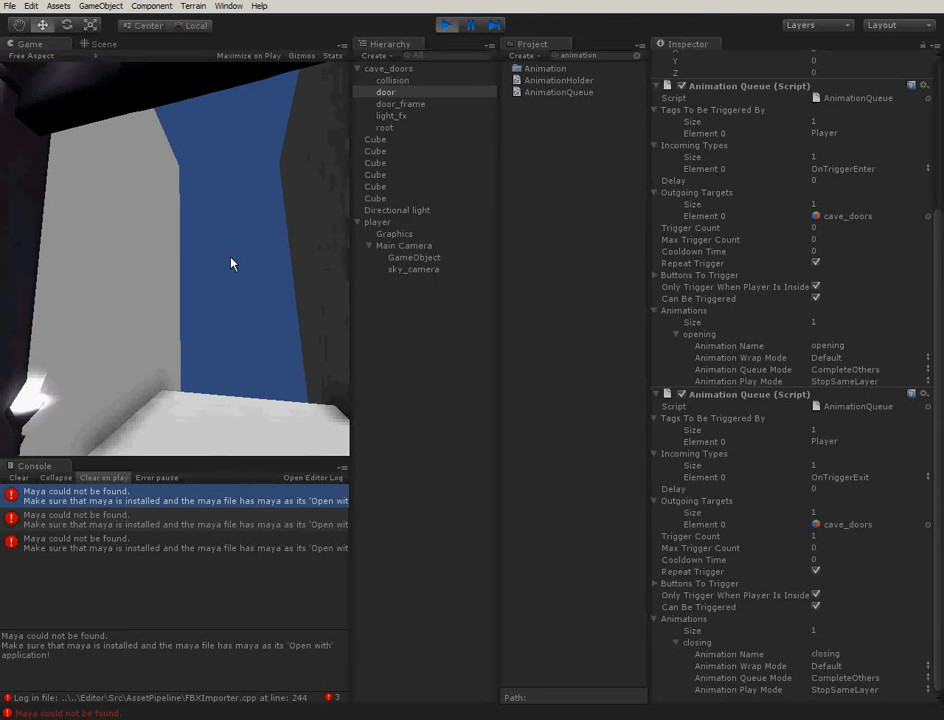 File Edit Assets GameObject Component Terrain Window Help
Center Local Layers Layout
Game Scene
Free Aspect Maximize on Play Gizmos Stats
Hierarchy
Create All
cave_doors
collision
door
door_frame
light_fx
root
Cube
Cube
Cube
Cube
Cube
Cube
Directional light
player
Graphics
Main Camera
GameObject
sky_camera
Project
Create animation
Animation
AnimationHolder
AnimationQueue
Path:
Inspector
Y 0
Z 0
Animation Queue (Script)
Script AnimationQueue
Tags To Be Triggered By
Size 1
Element 0 Player
Incoming Types
Size 1
Element 0 OnTriggerEnter
Delay 0
Outgoing Targets
Size 1
Element 0 cave_doors
Trigger Count 0
Max Trigger Count 0
Cooldown Time 0
Repeat Trigger
Buttons To Trigger
Only Trigger When Player Is Inside
Can Be Triggered
Animations
Size 1
opening
Animation Name opening
Animation Wrap Mode Default
Animation Queue Mode CompleteOthers
Animation Play Mode StopSameLayer
Animation Queue (Script)
Script AnimationQueue
Tags To Be Triggered By
Size 1
Element 0 Player
Incoming Types
Size 1
Element 0 OnTriggerExit
Delay 0
Outgoing Targets
Size 1
Element 0 cave_doors
Trigger Count 1
Max Trigger Count 0
Cooldown Time 0
Repeat Trigger
Buttons To Trigger
Only Trigger When Player Is Inside
Can Be Triggered
Animations
Size 1
closing
Animation Name closing
Animation Wrap Mode Default
Animation Queue Mode CompleteOthers
Animation Play Mode StopSameLayer
Console
Clear Collapse Clear on play Error pause Open Editor Log
Maya could not be found.
Make sure that maya is installed and the maya file has maya as its 'Open wit
Maya could not be found.
Make sure that maya is installed and the maya file has maya as its 'Open wit
Maya could not be found.
Make sure that maya is installed and the maya file has maya as its 'Open wit
Maya could not be found.
Make sure that maya is installed and the maya file has maya as its 'Open with'
application!
Log in file: ..\..\Editor\Src\AssetPipeline\FBXImporter.cpp at line: 244 3
Maya could not be found.